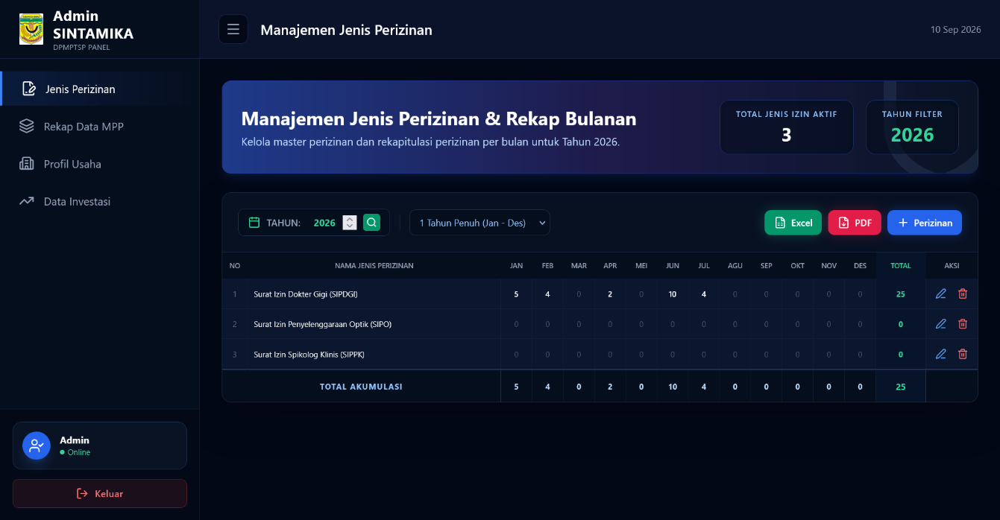 Admin
SINTAMIKA
DPMPTSP PANEL
Jenis Perizinan
Rekap Data MPP
Profil Usaha
Data Investasi
Admin
Online
Keluar
Manajemen Jenis Perizinan
10 Sep 2026
Manajemen Jenis Perizinan & Rekap Bulanan
Kelola master perizinan dan rekapitulasi perizinan per bulan untuk Tahun 2026.
TOTAL JENIS IZIN AKTIF
3
TAHUN FILTER
2026
TAHUN: 2026
1 Tahun Penuh (Jan - Des)
Excel
PDF
Perizinan
NO NAMA JENIS PERIZINAN JAN FEB MAR APR MEI JUN JUL AGU SEP OKT NOV DES TOTAL AKSI
1 Surat Izin Dokter Gigi (SIPDGI) 5 4 0 2 0 10 4 0 0 0 0 0 25
2 Surat Izin Penyelenggaraan Optik (SIPO) 0 0 0 0 0 0 0 0 0 0 0 0 0
3 Surat Izin Spikolog Klinis (SIPPK) 0 0 0 0 0 0 0 0 0 0 0 0 0
TOTAL AKUMULASI 5 4 0 2 0 10 4 0 0 0 0 0 25